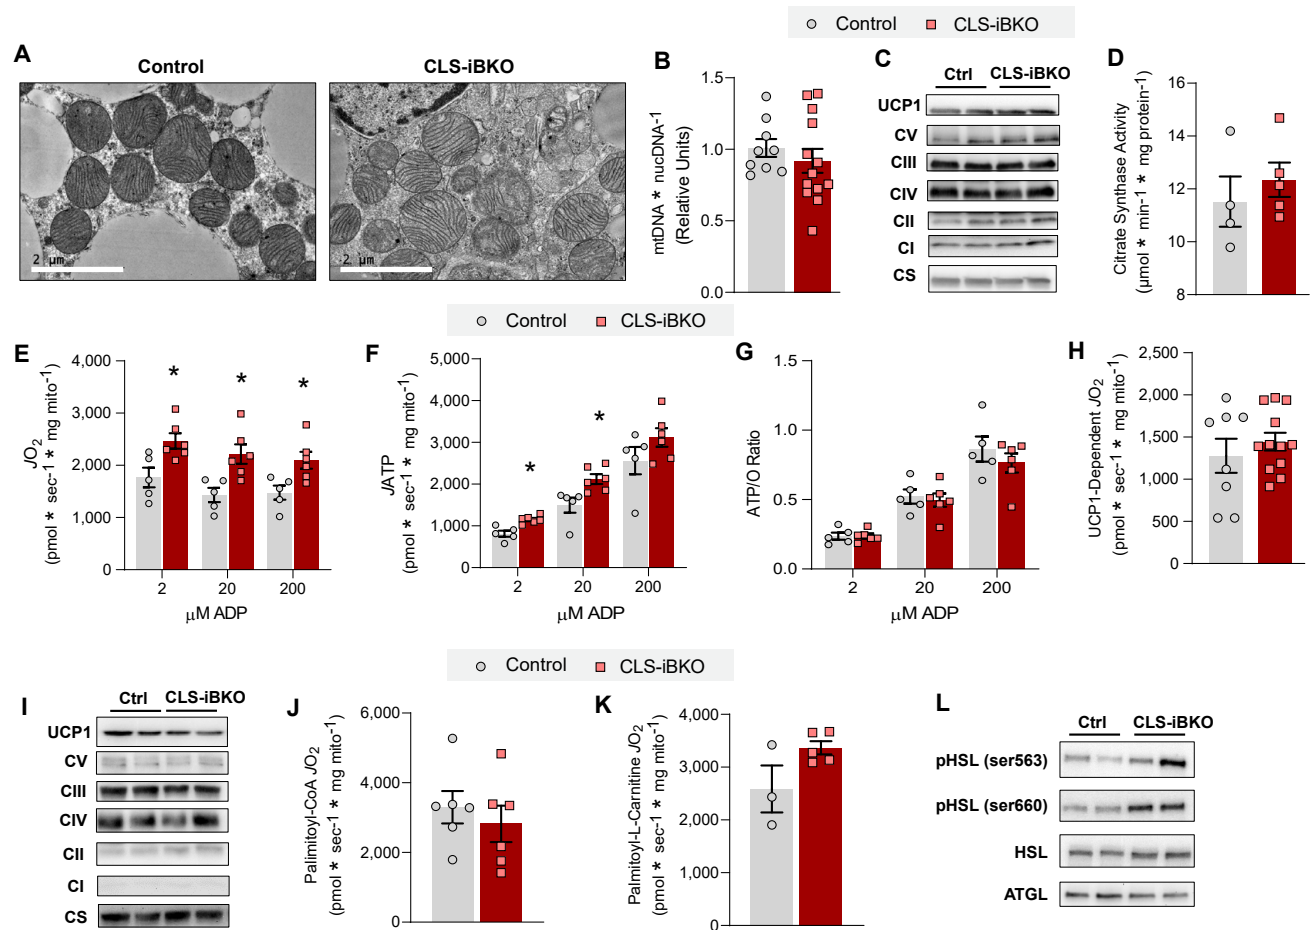 Control CLS-iBKO
A
Control
CLS-iBKO
2 μm
2 μm
B
mtDNA * nucDNA-1
(Relative Units)
1.5
1.0
0.5
0.0
C
Ctrl CLS-iBKO
UCP1
CV
CIII
CIV
CII
CI
CS
D
Citrate Synthase Activity
(μmol * min-1 * mg protein-1)
16
14
12
10
8
Control CLS-iBKO
E
JO2
(pmol * sec-1 * mg mito-1)
4,000
3,000
2,000
1,000
0
* * *
2 20 200
μM ADP
F
JATP
(pmol * sec-1 * mg mito-1)
5,000
4,000
3,000
2,000
1,000
0
* *
2 20 200
μM ADP
G
ATP/O Ratio
1.5
1.0
0.5
0.0
2 20 200
μM ADP
H
UCP1-Dependent JO2
(pmol * sec-1 * mg mito-1)
2,500
2,000
1,500
1,000
500
0
Control CLS-iBKO
I
Ctrl CLS-iBKO
UCP1
CV
CIII
CIV
CII
CI
CS
J
Palimitoyl-CoA JO2
(pmol * sec-1 * mg mito-1)
6,000
4,000
2,000
0
K
Palmitoyl-L-Carnitine JO2
(pmol * sec-1 * mg mito-1)
4,000
3,000
2,000
1,000
0
L
Ctrl CLS-iBKO
pHSL (ser563)
pHSL (ser660)
HSL
ATGL